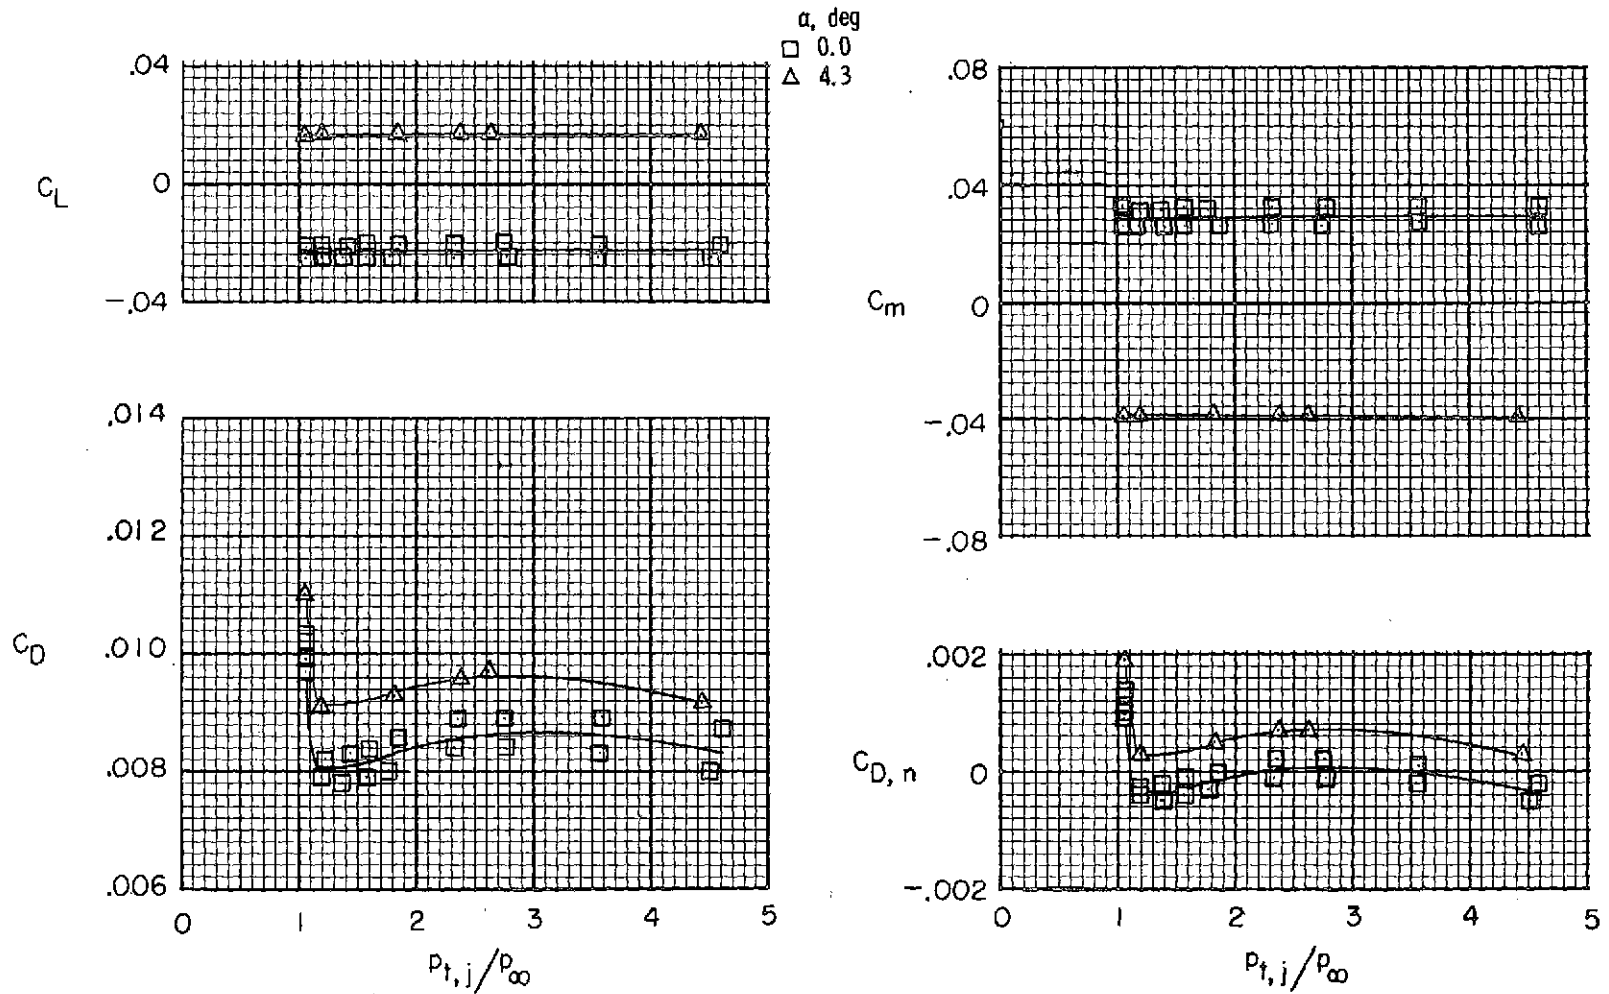 α, deg
□ 0.0
△ 4.3
.04
0
-.04
C_L
.08
.04
0
-.04
-.08
C_m
.014
.012
.010
.008
.006
C_D
0 1 2 3 4 5
p_t,j/p_∞
.002
0
-.002
C_D,n
0 1 2 3 4 5
p_t,j/p_∞